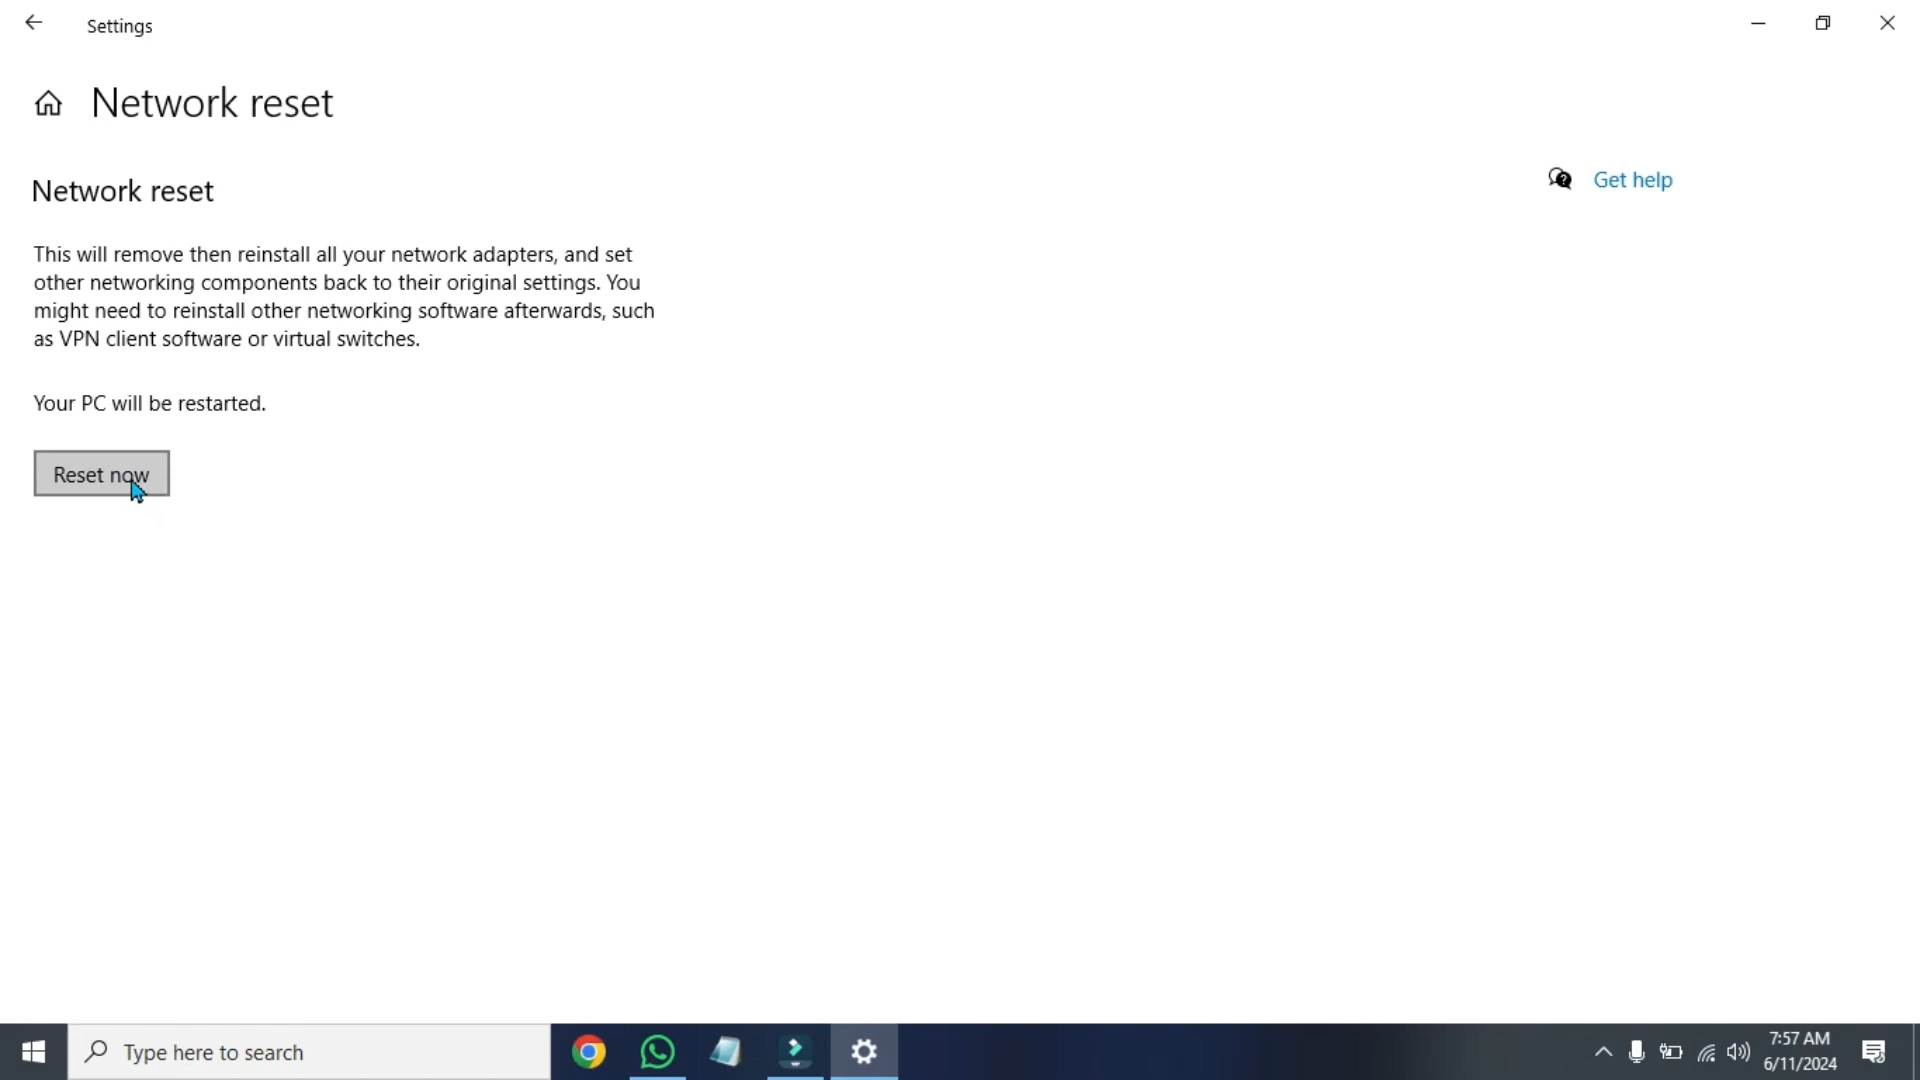 Settings
Network reset
Network reset
Get help
This will remove then reinstall all your network adapters, and set
other networking components back to their original settings. You
might need to reinstall other networking software afterwards, such
as VPN client software or virtual switches.
Your PC will be restarted.
Reset now
Type here to search
7:57 AM
6/11/2024